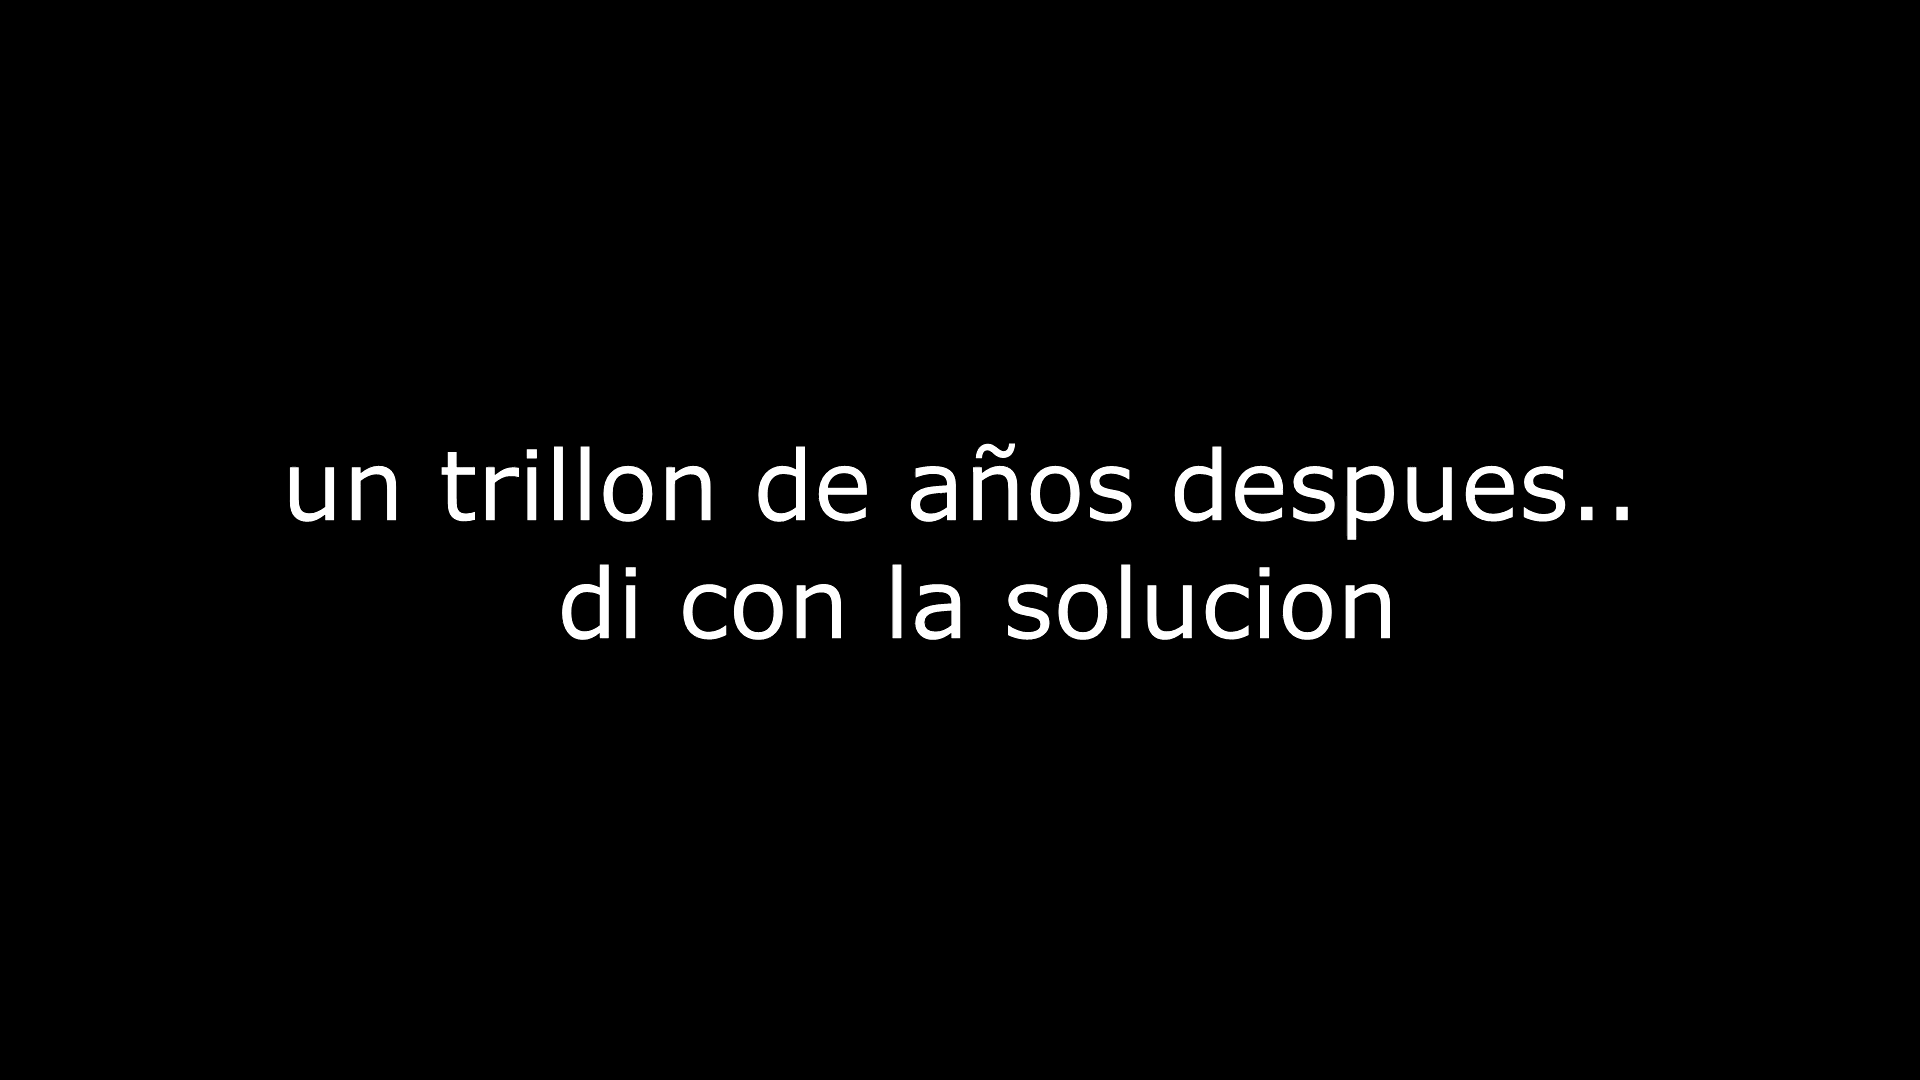 un trillon de años despues..
di con la solucion